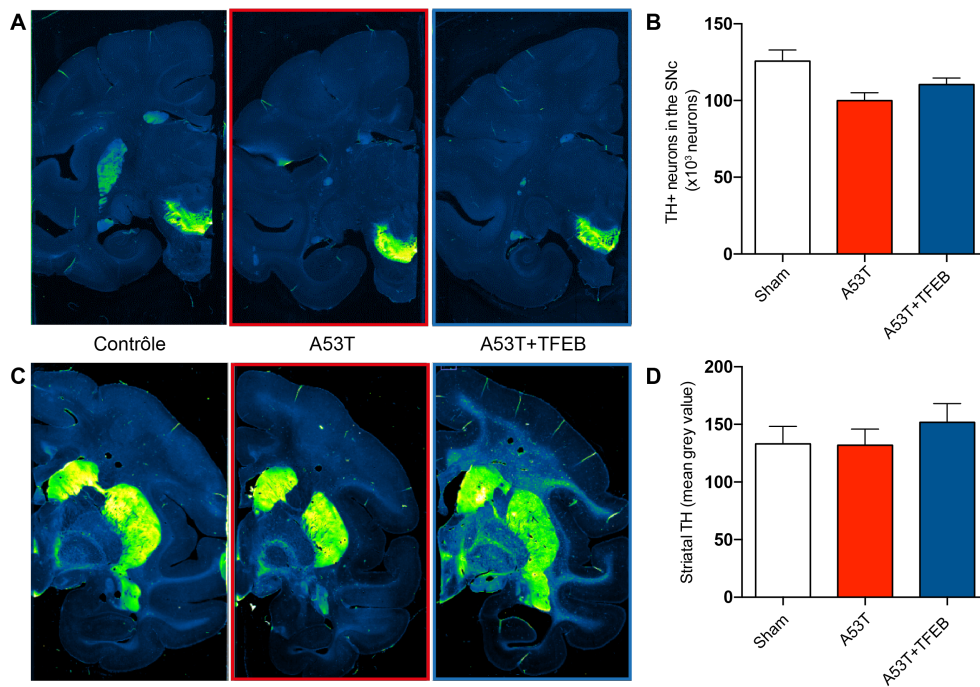 A
B
TH+ neurons in the SNc
(x10³ neurons)
150
100
50
0
Sham
A53T
A53T+TFEB
Contrôle
A53T
A53T+TFEB
C
D
Striatal TH (mean grey value)
200
150
100
50
0
Sham
A53T
A53T+TFEB